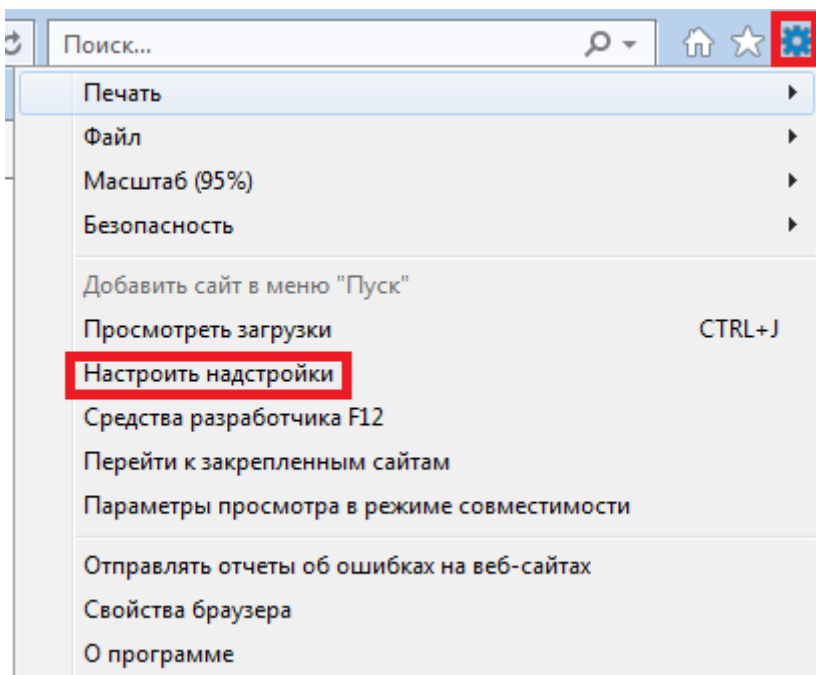 Поиск...
Печать
Файл
Масштаб (95%)
Безопасность
Добавить сайт в меню "Пуск"
Просмотреть загрузки CTRL+J
Настроить надстройки
Средства разработчика F12
Перейти к закрепленным сайтам
Параметры просмотра в режиме совместимости
Отправлять отчеты об ошибках на веб-сайтах
Свойства браузера
О программе